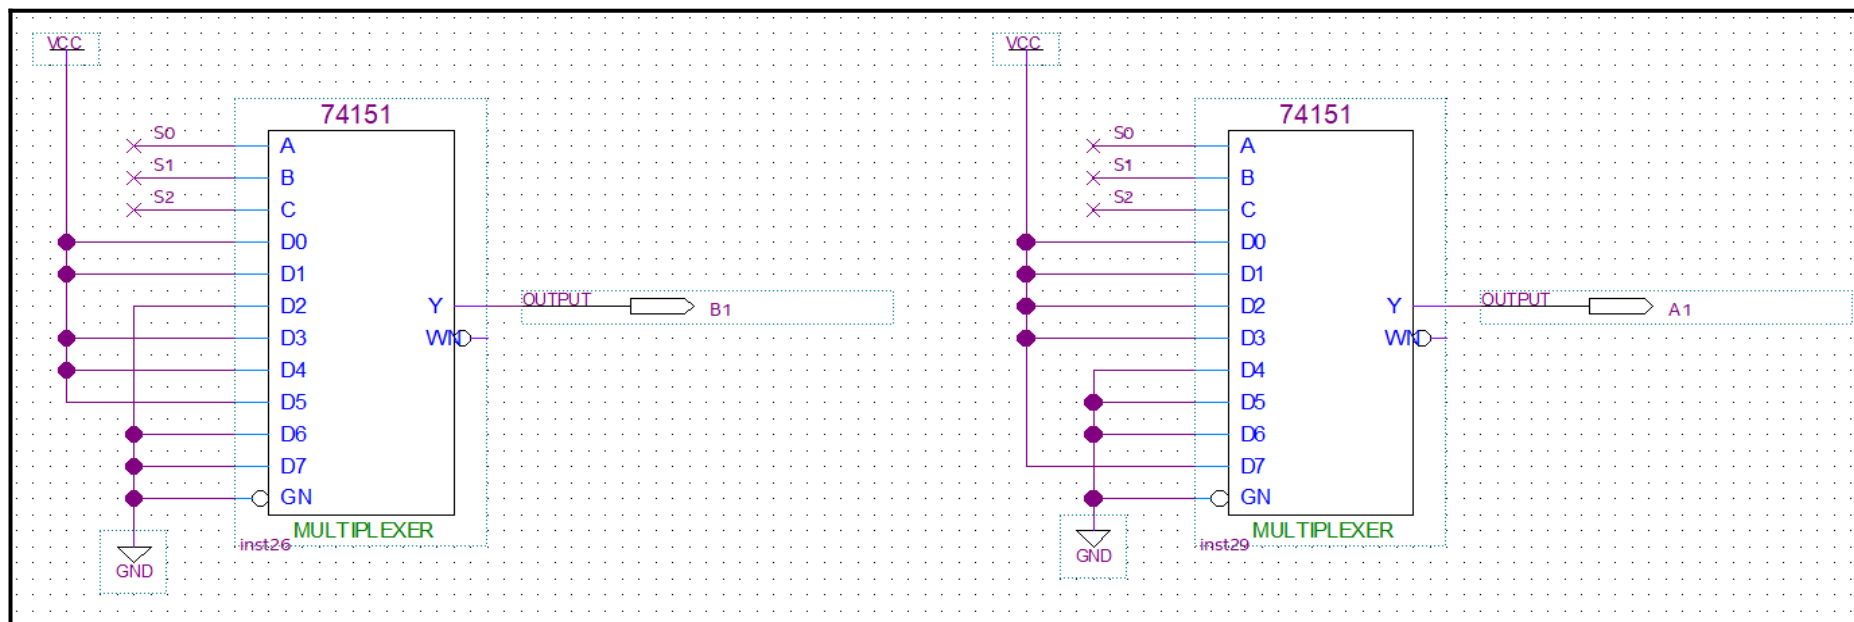 VCC
74151
S0
A
S1
B
S2
C
D0
D1
D2
Y
OUTPUT
B1
D3
WN
D4
D5
D6
D7
GN
MULTIPLEXER
inst26
GND
VCC
74151
S0
A
S1
B
S2
C
D0
D1
D2
Y
OUTPUT
A1
D3
WN
D4
D5
D6
D7
GN
MULTIPLEXER
inst29
GND